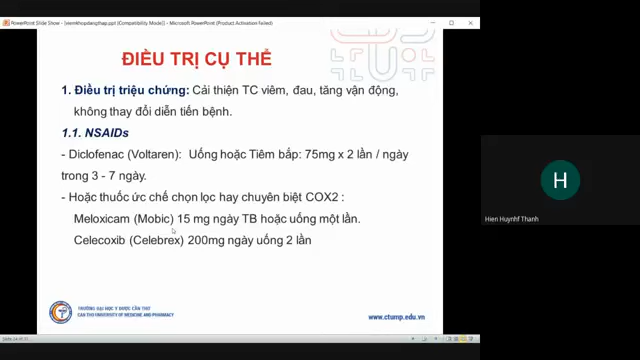 PowerPoint Slide Show - [viemkhopdangthap.ppt [Compatibility Mode]] - Microsoft PowerPoint (Product Activation Failed)
ĐIỀU TRỊ CỤ THỂ
1. Điều trị triệu chứng: Cải thiện TC viêm, đau, tăng vận động,
không thay đổi diễn tiến bệnh.
1.1. NSAIDs
- Diclofenac (Voltaren): Uống hoặc Tiêm bắp: 75mg x 2 lần / ngày
trong 3 - 7 ngày.
- Hoặc thuốc ức chế chọn lọc hay chuyên biệt COX2 :
Meloxicam (Mobic) 15 mg ngày TB hoặc uống một lần.
Celecoxib (Celebrex) 200mg ngày uống 2 lần
H
Hien Huynhf Thanh
TRƯỜNG ĐẠI HỌC Y DƯỢC CẦN THƠ
CAN THO UNIVERSITY OF MEDICINE AND PHARMACY
www.ctump.edu.vn